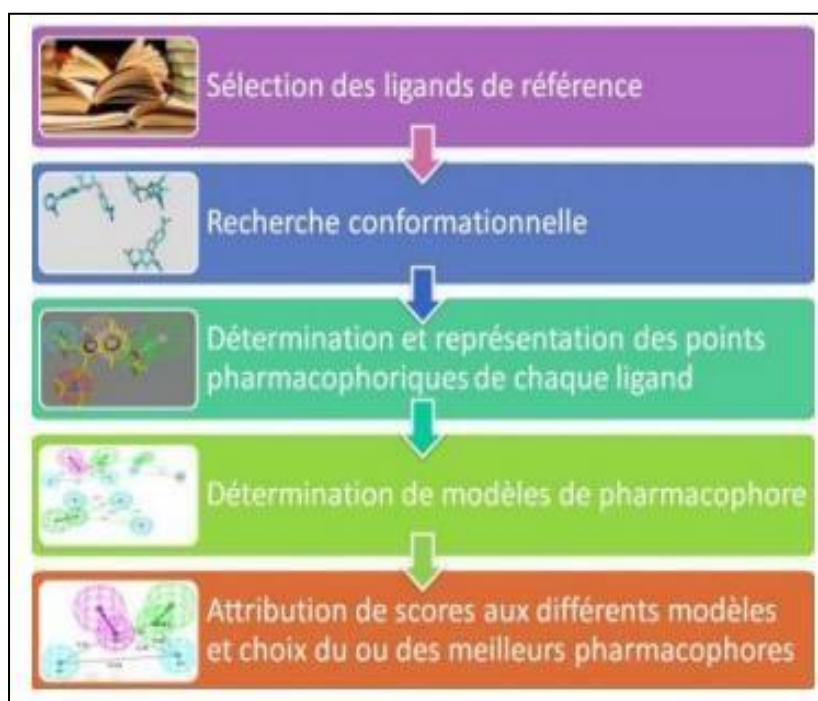 Sélection des ligands de référence
Recherche conformationnelle
Détermination et représentation des points
pharmacophoriques de chaque ligand
Détermination de modèles de pharmacophore
Attribution de scores aux différents modèles
et choix du ou des meilleurs pharmacophores